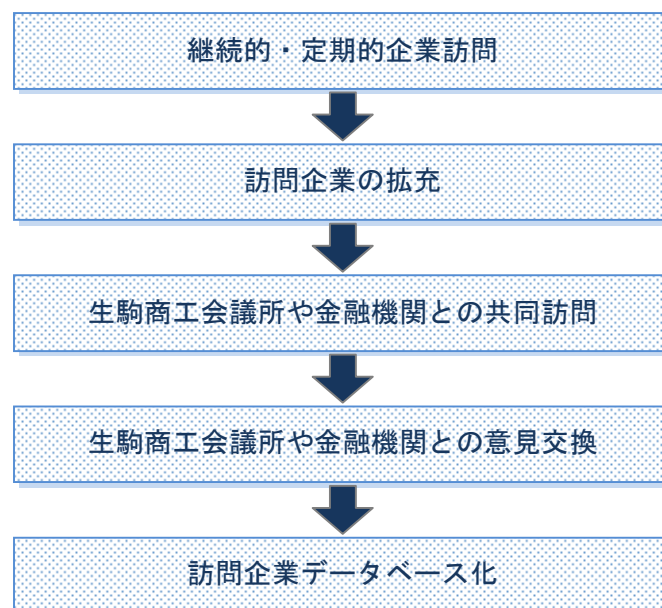 継続的・定期的企業訪問
訪問企業の拡充
生駒商工会議所や金融機関との共同訪問
生駒商工会議所や金融機関との意見交換
訪問企業データベース化